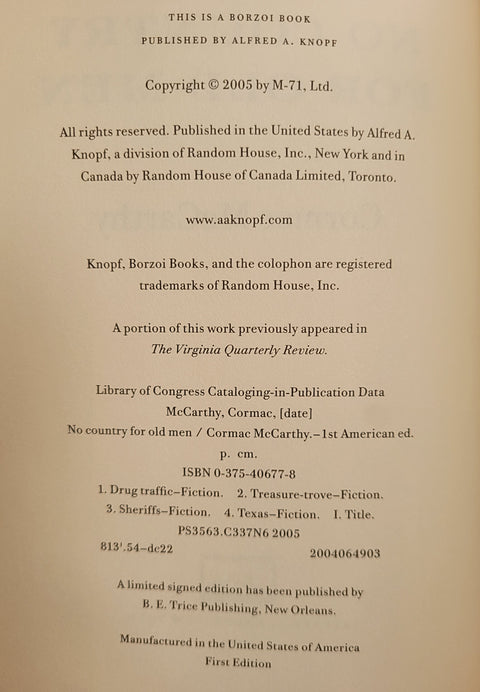 THIS IS A BORZOI BOOK
PUBLISHED BY ALFRED A. KNOPF
Copyright © 2005 by M-71, Ltd.
All rights reserved. Published in the United States by Alfred A.
Knopf, a division of Random House, Inc., New York and in
Canada by Random House of Canada Limited, Toronto.
www.aaknopf.com
Knopf, Borzoi Books, and the colophon are registered
trademarks of Random House, Inc.
A portion of this work previously appeared in
The Virginia Quarterly Review.
Library of Congress Cataloging-in-Publication Data
McCarthy, Cormac, [date]
No country for old men / Cormac McCarthy.—1st American ed.
p. cm.
ISBN 0-375-40677-8
1. Drug traffic—Fiction. 2. Treasure-trove—Fiction.
3. Sheriffs—Fiction. 4. Texas—Fiction. I. Title.
PS3563.C337N6 2005
813'.54—dc22 2004064903
A limited signed edition has been published by
B. E. Trice Publishing, New Orleans.
Manufactured in the United States of America
First Edition